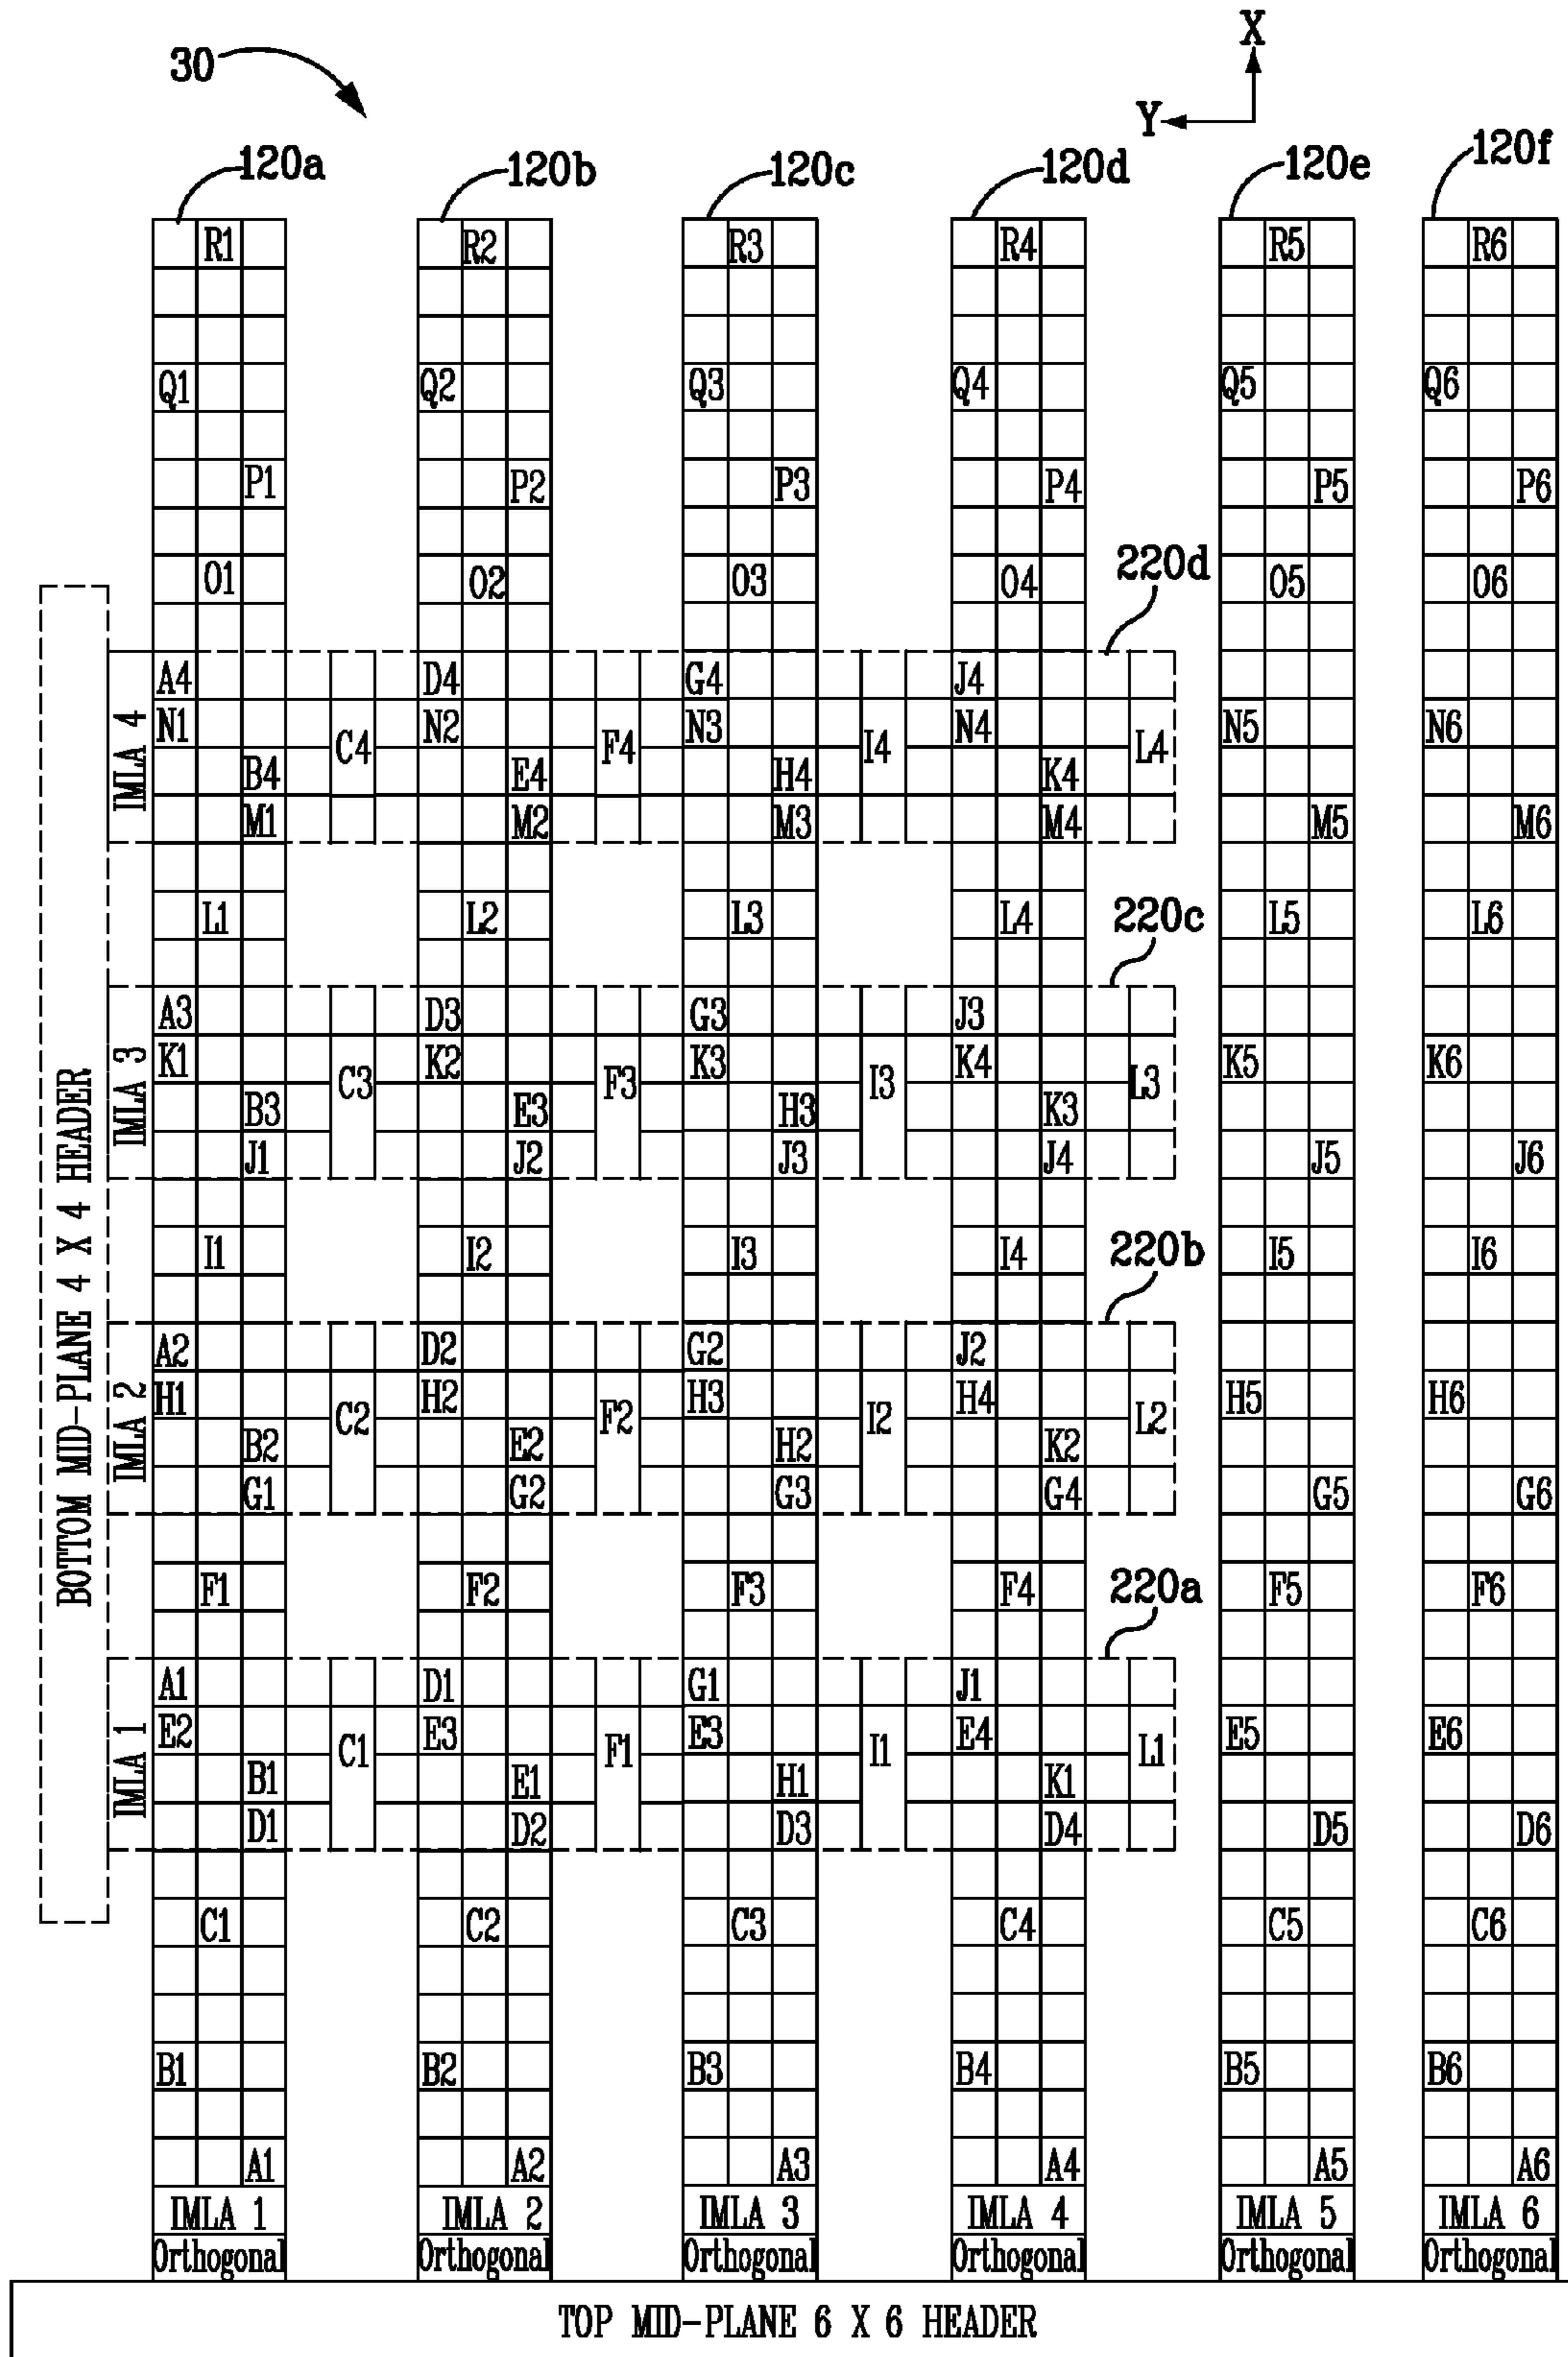 30
X
Y
120a 120b 120c 120d 120e 120f
R1 R2 R3 R4 R5 R6
Q1 Q2 Q3 Q4 Q5 Q6
P1 P2 P3 P4 P5 P6
220d
O1 O2 O3 O4 O5 O6
A4 D4 G4 J4
N1 C4 N2 F4 N3 I4 N4 L4 N5 N6
IMLA 4
B4 E4 H4 K4
M1 M2 M3 M4 M5 M6
220c
L1 L2 L3 L4 L5 L6
A3 D3 G3 J3
K1 C3 K2 F3 K3 I3 K4 L3 K5 K6
IMLA 3
B3 E3 H3 K3
J1 J2 J3 J4 J5 J6
BOTTOM MID-PLANE 4 X 4 HEADER
220b
I1 I2 I3 I4 I5 I6
A2 D2 G2 J2
H1 C2 H2 F2 H3 I2 H4 L2 H5 H6
IMLA 2
B2 E2 H2 K2
G1 G2 G3 G4 G5 G6
220a
F1 F2 F3 F4 F5 F6
A1 D1 G1 J1
E2 C1 E3 F1 E3 I1 E4 L1 E5 E6
IMLA 1
B1 E1 H1 K1
D1 D2 D3 D4 D5 D6
C1 C2 C3 C4 C5 C6
B1 B2 B3 B4 B5 B6
A1 A2 A3 A4 A5 A6
IMLA 1 IMLA 2 IMLA 3 IMLA 4 IMLA 5 IMLA 6
Orthogonal Orthogonal Orthogonal Orthogonal Orthogonal Orthogonal
TOP MID-PLANE 6 X 6 HEADER